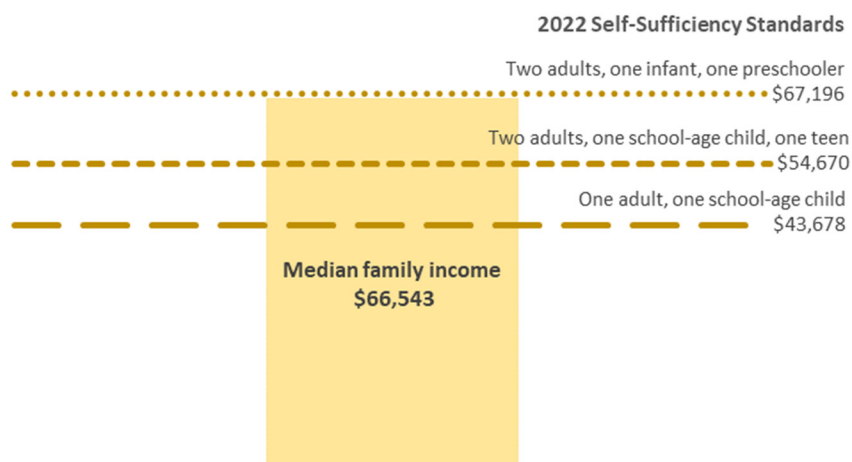 2022 Self-Sufficiency Standards
Two adults, one infant, one preschooler
$67,196
Two adults, one school-age child, one teen
$54,670
One adult, one school-age child
$43,678
Median family income
$66,543